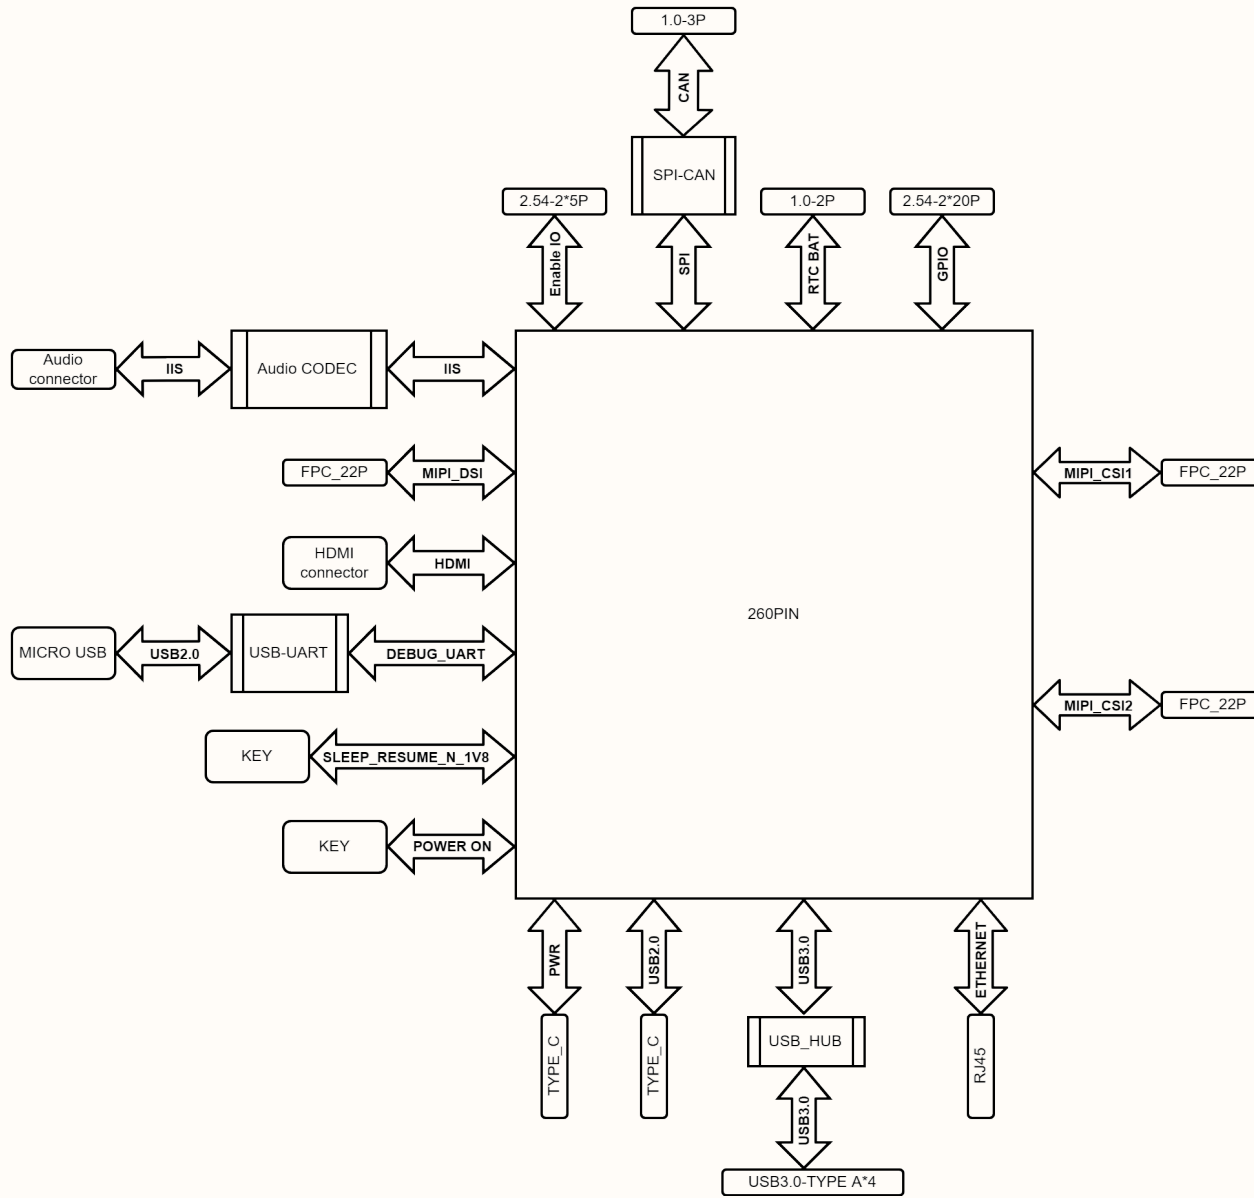 1.0-3P
CAN
SPI-CAN
2.54-2*5P
1.0-2P
2.54-2*20P
Enable IO
SPI
RTC BAT
GPIO
Audio
connector
IIS
Audio CODEC
IIS
FPC_22P
MIPI_DSI
MIPI_CSI1
FPC_22P
HDMI
connector
HDMI
260PIN
MICRO USB
USB2.0
USB-UART
DEBUG_UART
MIPI_CSI2
FPC_22P
KEY
SLEEP_RESUME_N_1V8
KEY
POWER ON
PWR
USB2.0
USB3.0
ETHERNET
TYPE_C
TYPE_C
USB_HUB
RJ45
USB3.0
USB3.0-TYPE A*4